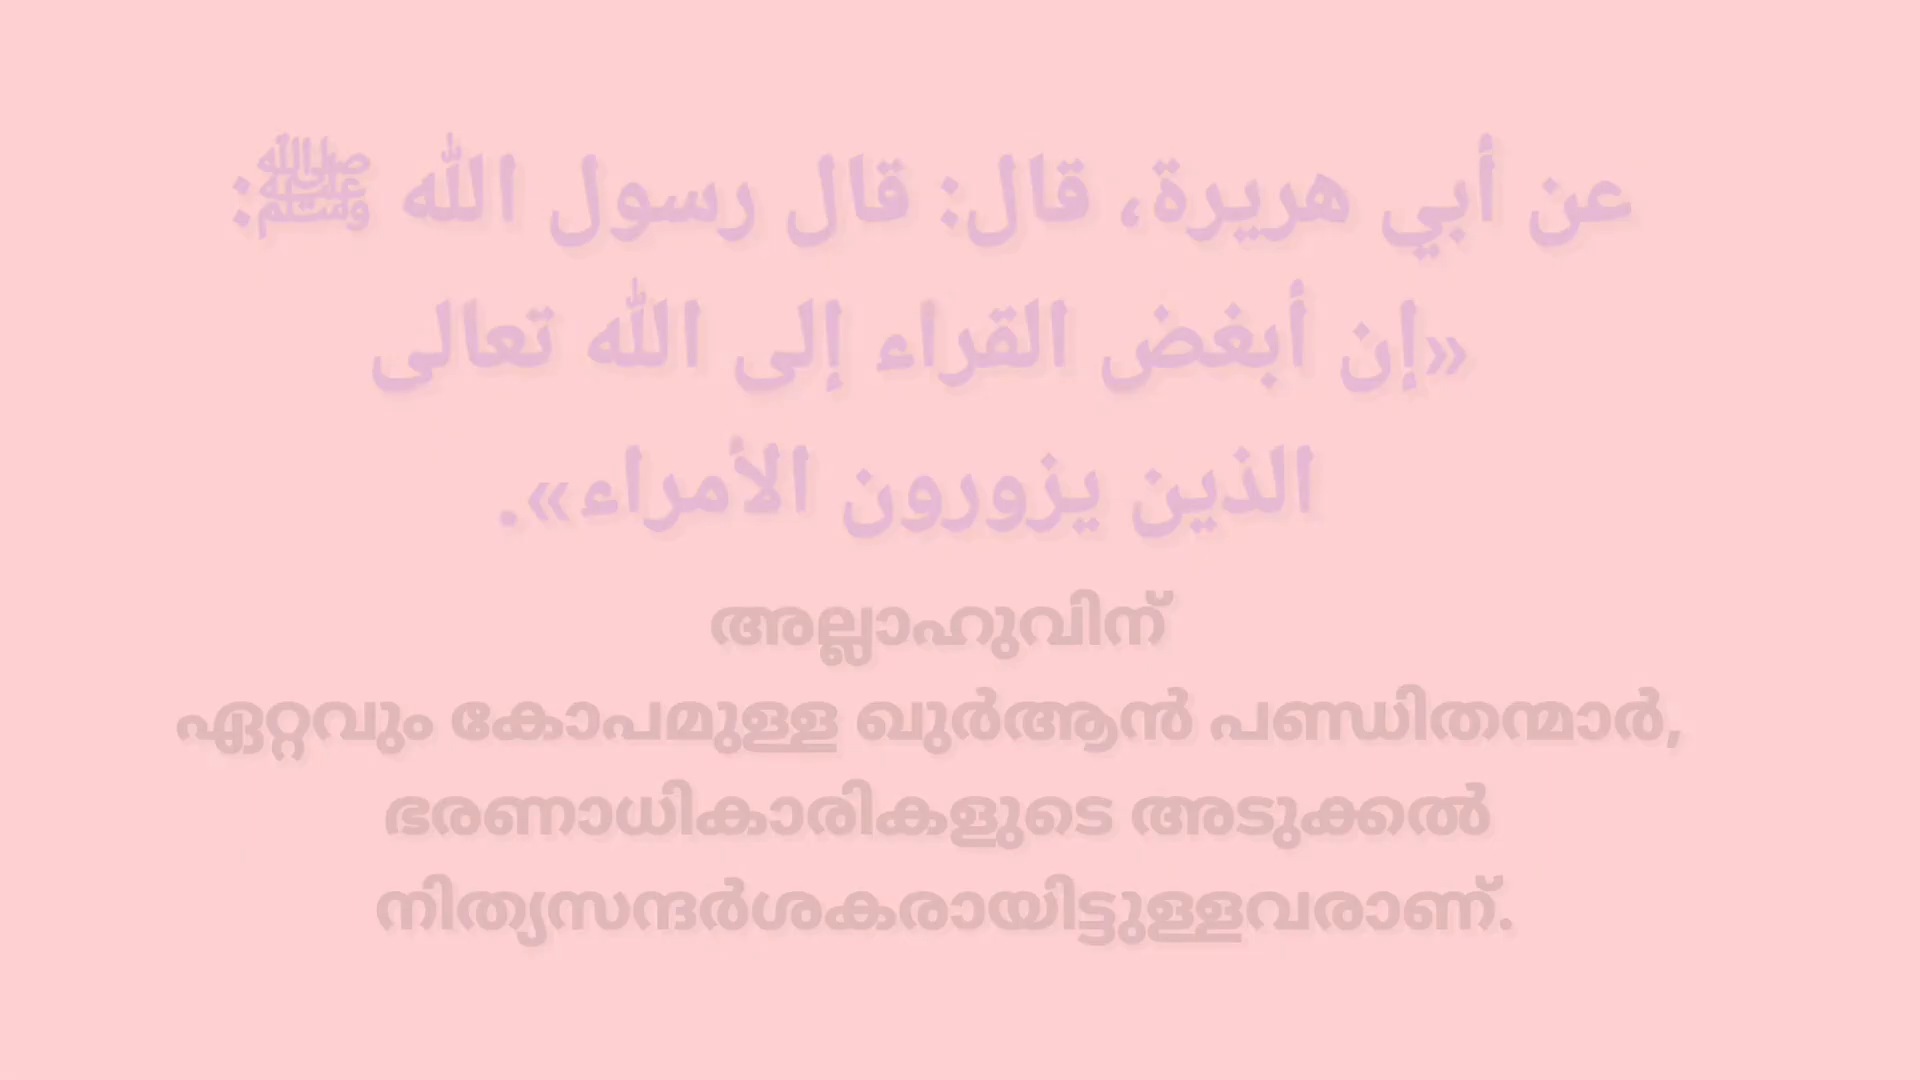 عن أبي هريرة، قال: قال رسول الله ﷺ:
«إن أبغض القراء إلى الله تعالى
الذين يزورون الأمراء».
അല്ലാഹുവിന്
ഏറ്റവും കോപമുള്ള ഖുർആൻ പണ്ഡിതന്മാർ,
ഭരണാധികാരികളുടെ അടുക്കൽ
നിത്യസന്ദർശകരായിട്ടുള്ളവരാണ്.